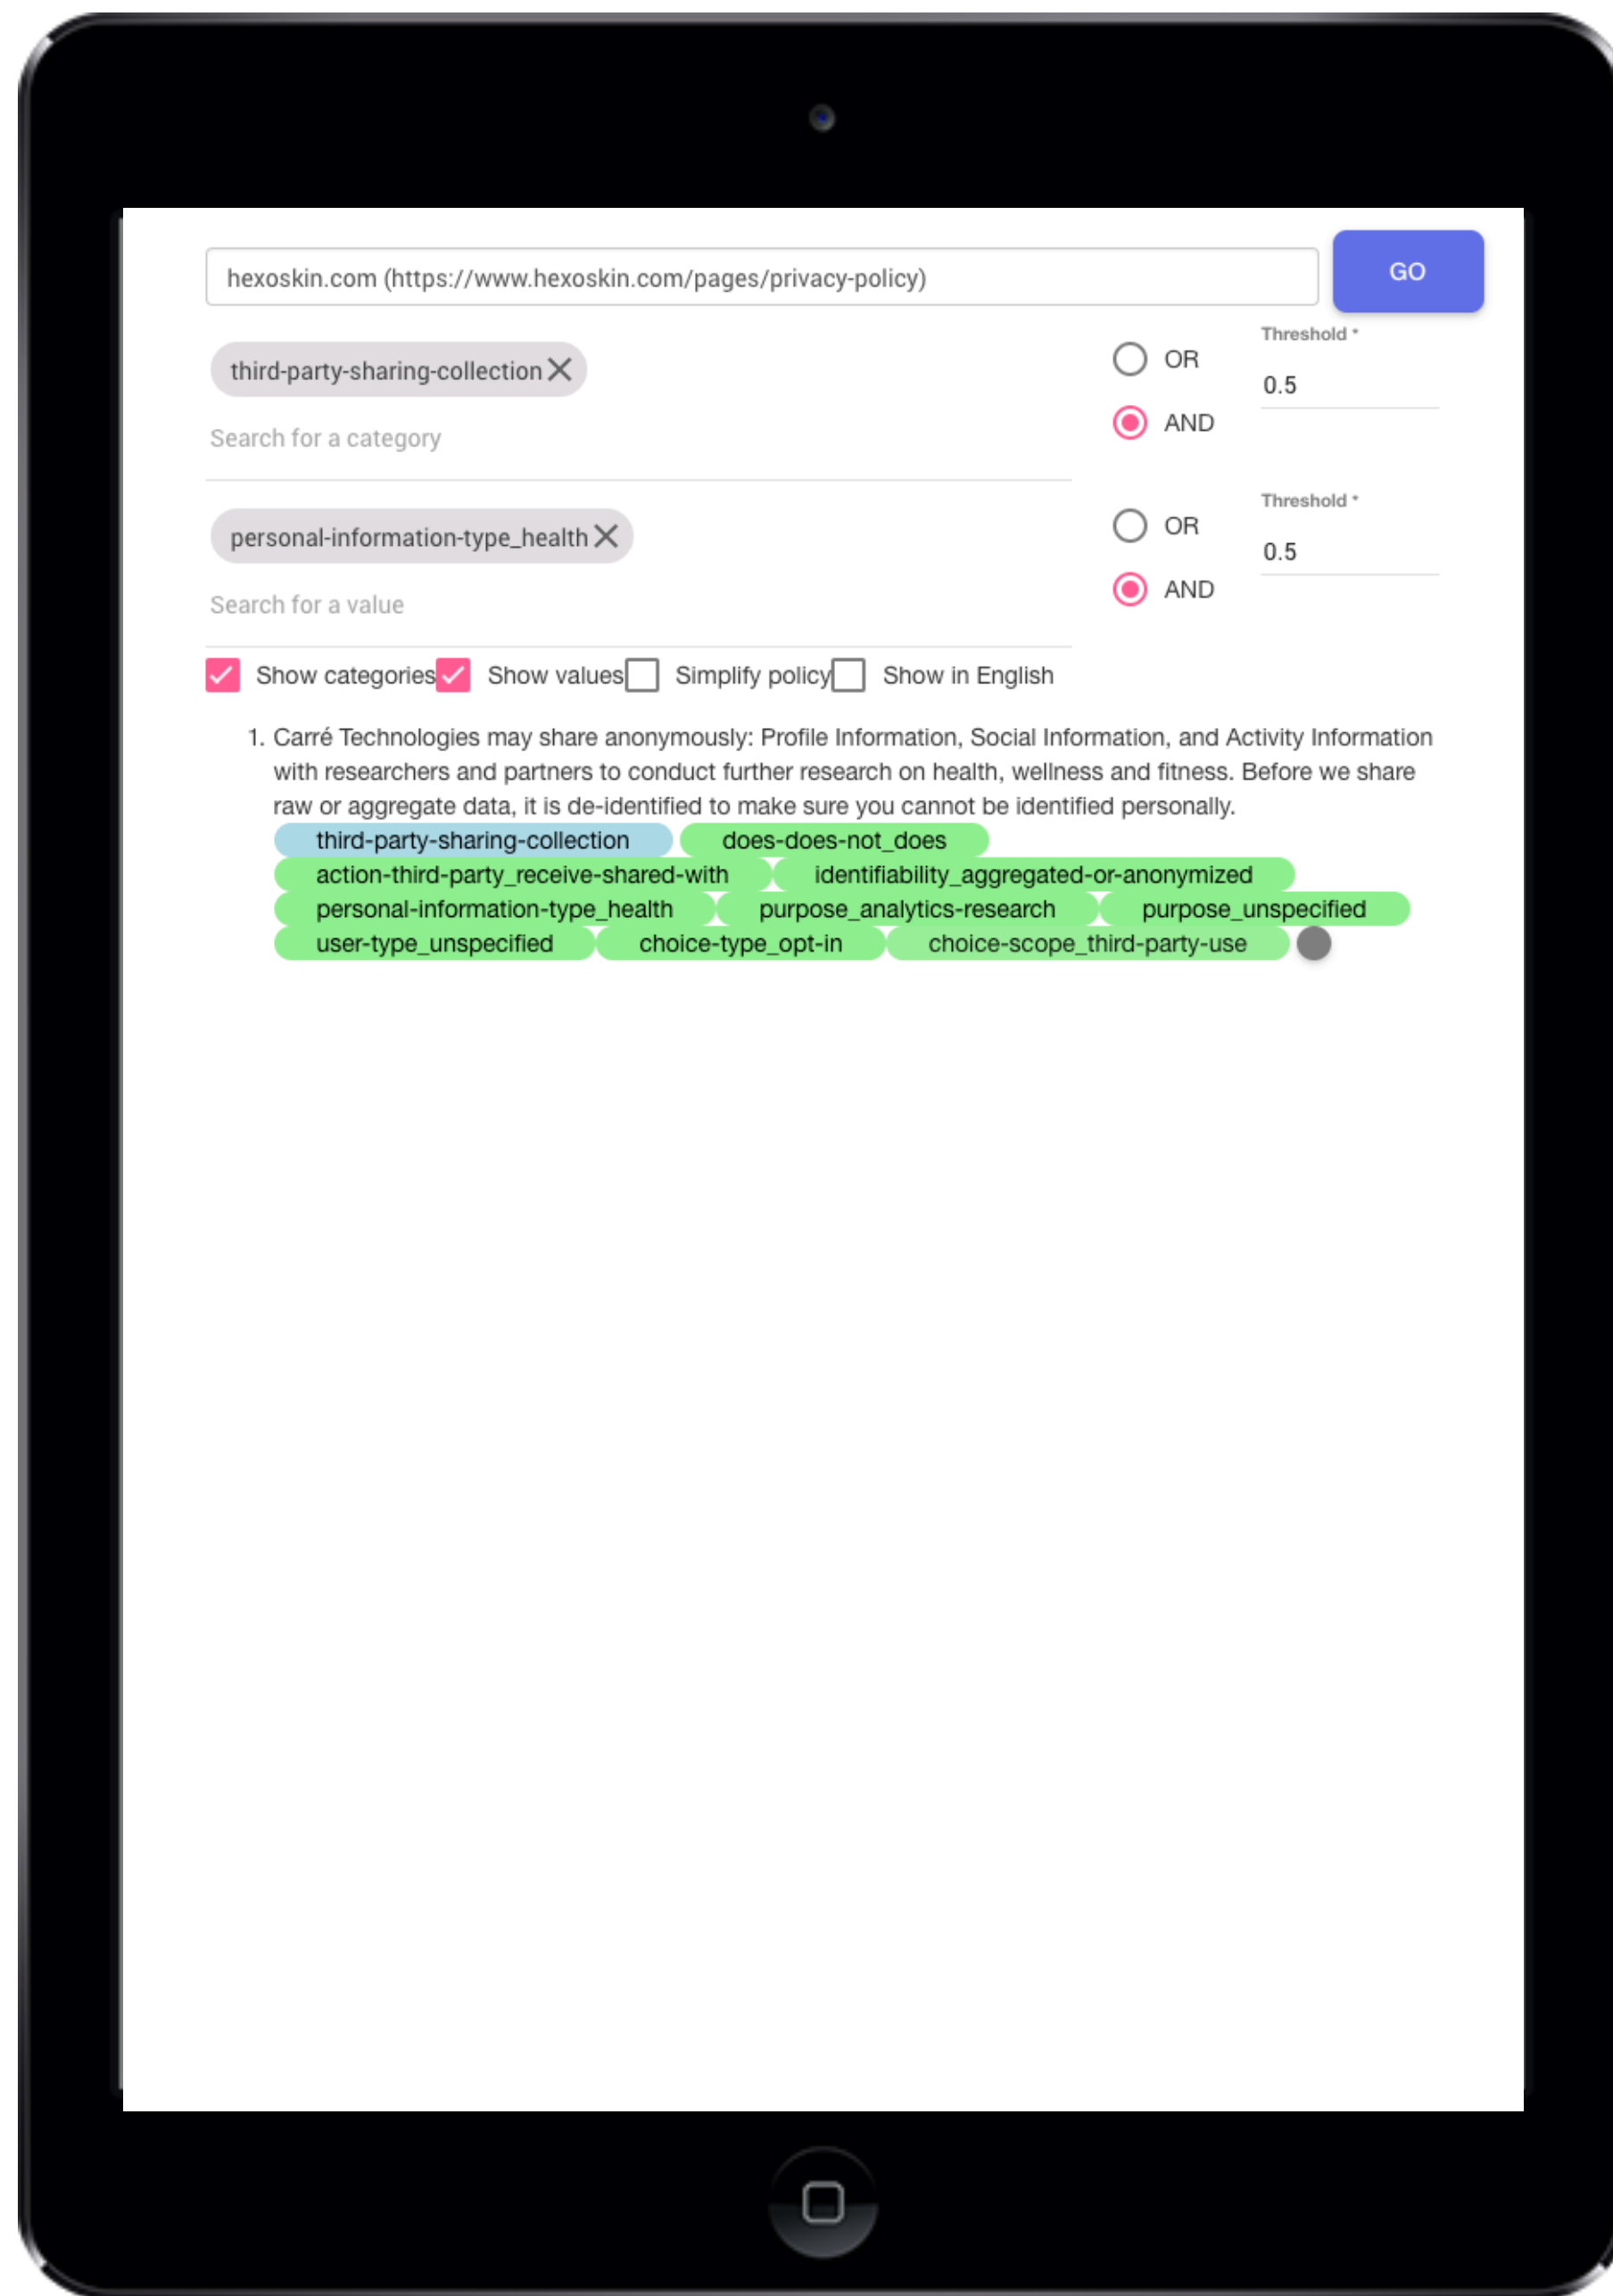 hexoskin.com (https://www.hexoskin.com/pages/privacy-policy)
GO
third-party-sharing-collection
Search for a category
OR
AND
Threshold *
0.5
personal-information-type_health
Search for a value
OR
AND
Threshold *
0.5
Show categories Show values Simplify policy Show in English
1. Carré Technologies may share anonymously: Profile Information, Social Information, and Activity Information
with researchers and partners to conduct further research on health, wellness and fitness. Before we share
raw or aggregate data, it is de-identified to make sure you cannot be identified personally.
third-party-sharing-collection does-does-not_does
action-third-party_receive-shared-with identifiability_aggregated-or-anonymized
personal-information-type_health purpose_analytics-research purpose_unspecified
user-type_unspecified choice-type_opt-in choice-scope_third-party-use